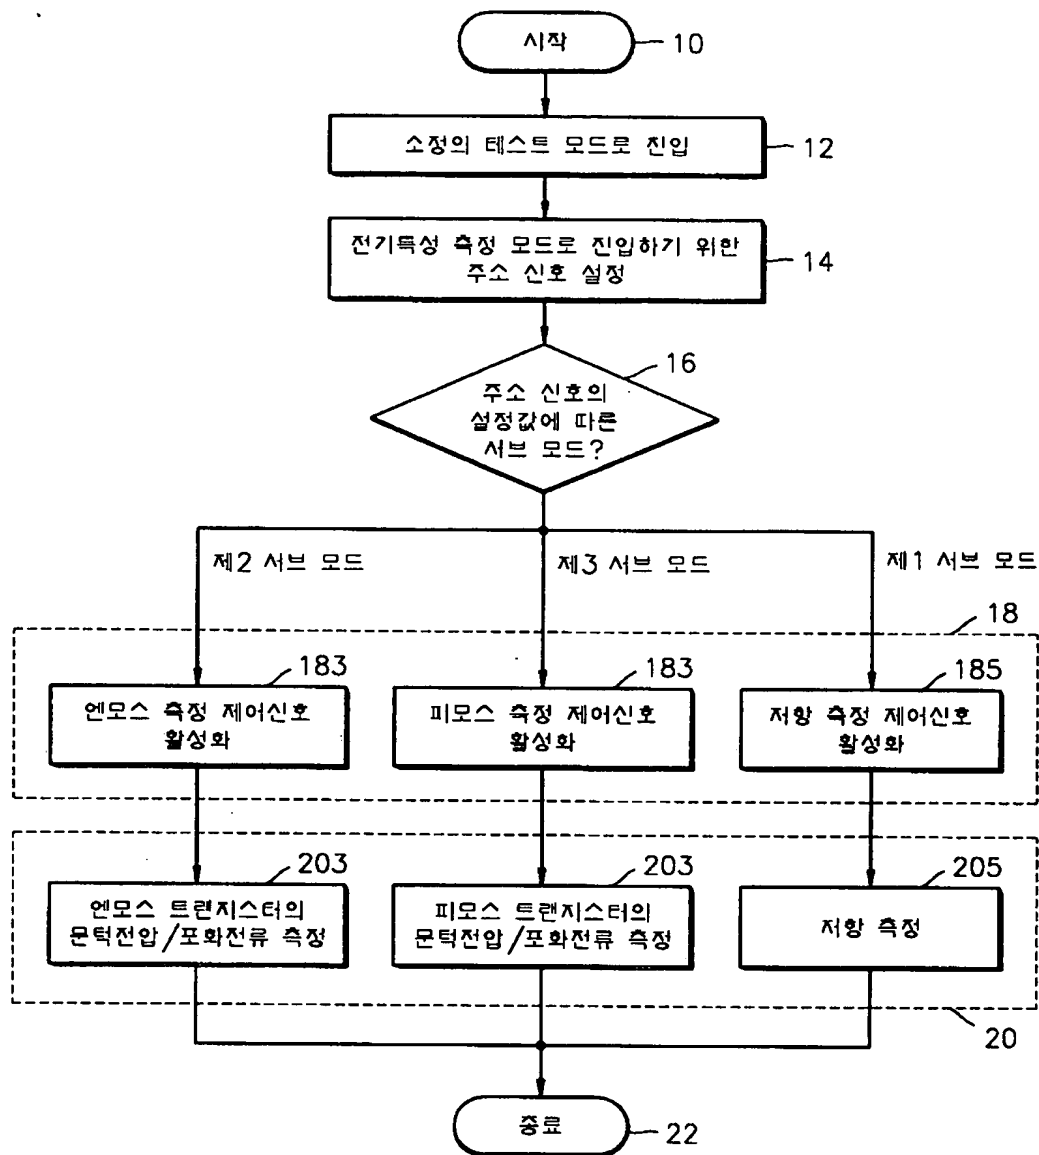 시작
10
소정의 테스트 모드로 진입
12
전기특성 측정 모드로 진입하기 위한
주소 신호 설정
14
16
주소 신호의
설정값에 따른
서브 모드?
제2 서브 모드
제3 서브 모드
제1 서브 모드
18
183
183
185
엔모스 측정 제어신호
활성화
피모스 측정 제어신호
활성화
저항 측정 제어신호
활성화
203
203
205
엔모스 트랜지스터의
문턱전압/포화전류 측정
피모스 트랜지스터의
문턱전압/포화전류 측정
저항 측정
20
종료
22